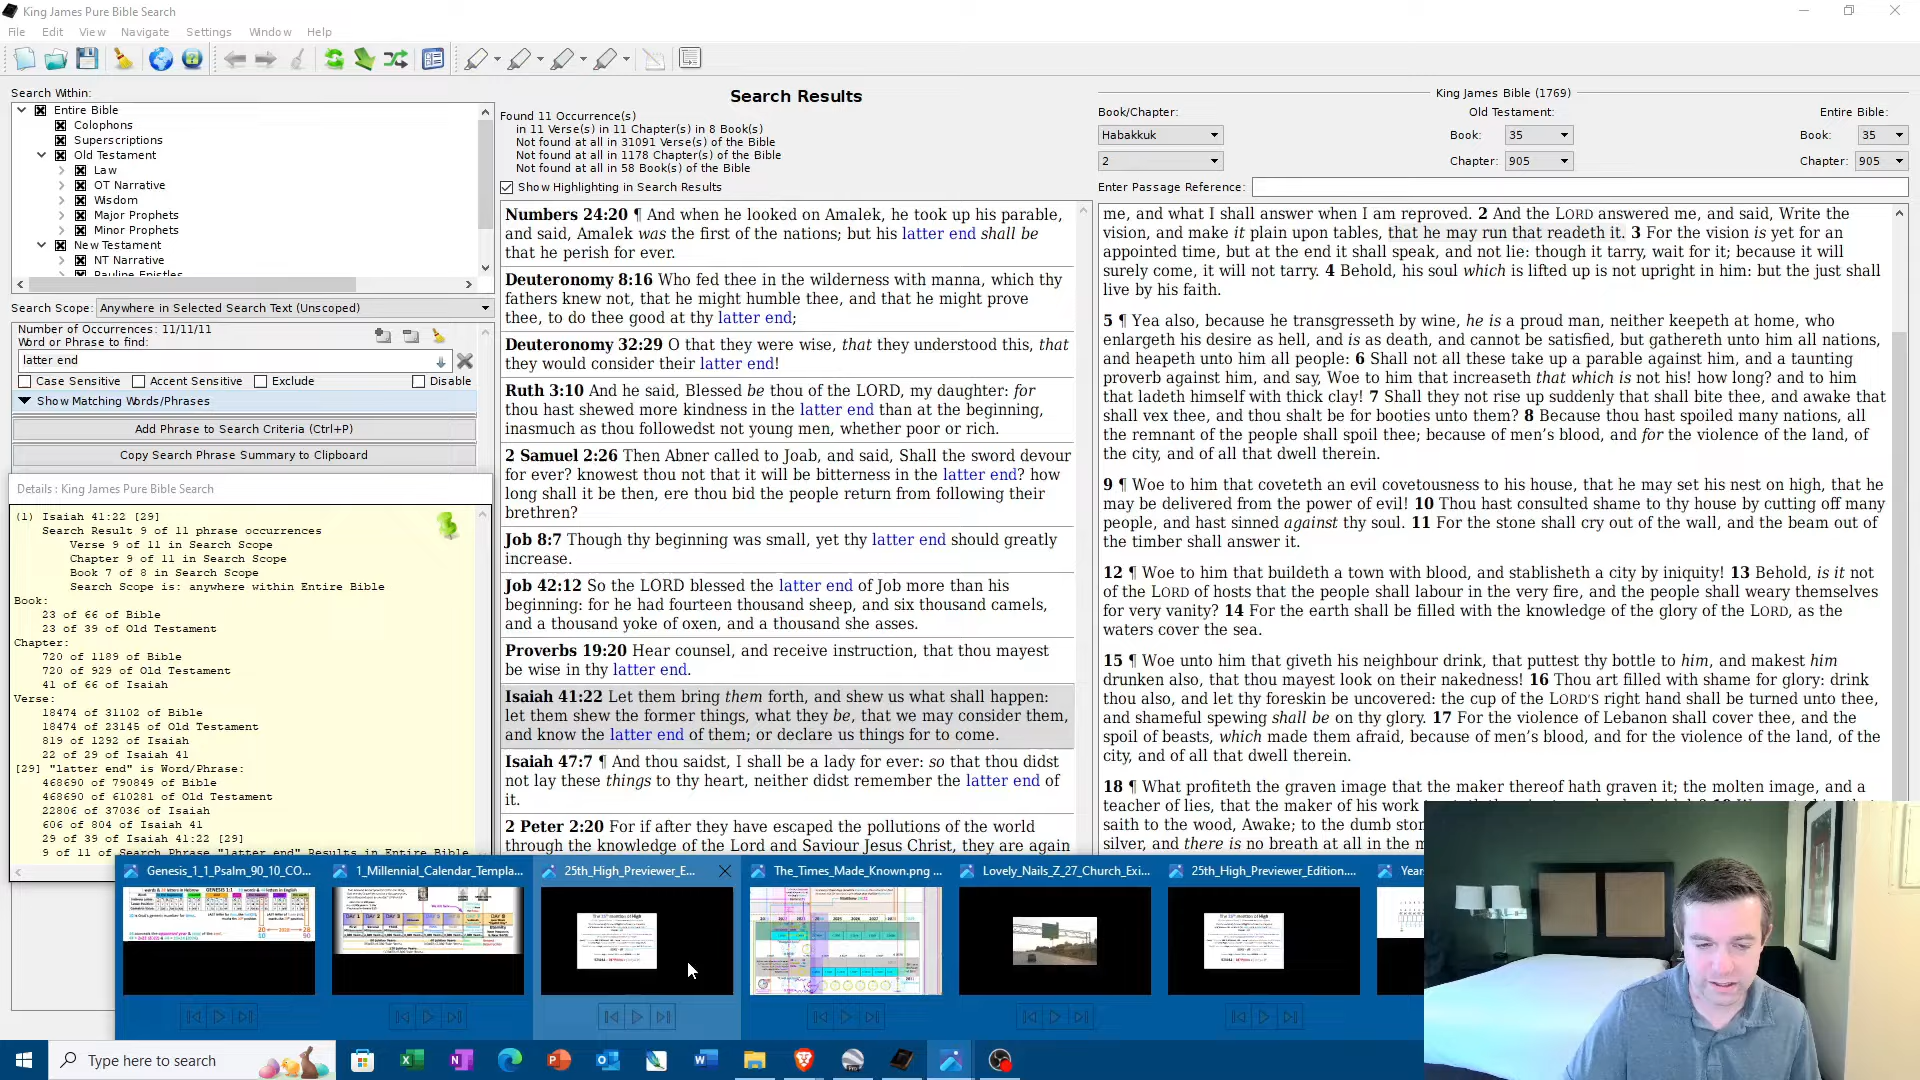 King James Pure Bible Search
File Edit View Navigate Settings Window Help
Search Within:
Entire Bible
Colophons
Superscriptions
Old Testament
Law
OT Narrative
Wisdom
Major Prophets
Minor Prophets
New Testament
NT Narrative
Pauline Epistles
Search Scope: Anywhere in Selected Search Text (Unscoped)
Number of Occurrences: 11/11/11
Word or Phrase to find:
latter end
Case Sensitive Accent Sensitive Exclude Disable
Show Matching Words/Phrases
Add Phrase to Search Criteria (Ctrl+P)
Copy Search Phrase Summary to Clipboard
Details : King James Pure Bible Search
(1) Isaiah 41:22 [29]
Search Result 9 of 11 phrase occurrences
Verse 9 of 11 in Search Scope
Chapter 9 of 11 in Search Scope
Book 7 of 8 in Search Scope
Search Scope is: anywhere within Entire Bible
Book:
23 of 66 of Bible
23 of 39 of Old Testament
Chapter:
720 of 1189 of Bible
720 of 929 of Old Testament
41 of 66 of Isaiah
Verse:
18474 of 31102 of Bible
18474 of 23145 of Old Testament
819 of 1292 of Isaiah
22 of 29 of Isaiah 41
[29] "latter end" is Word/Phrase:
468690 of 790849 of Bible
468690 of 610281 of Old Testament
22806 of 37036 of Isaiah
606 of 804 of Isaiah 41
29 of 39 of Isaiah 41:22 [29]
9 of 11 of Search Phrase "latter end" Results in Entire Bible
Search Results
Found 11 Occurrence(s)
in 11 Verse(s) in 11 Chapter(s) in 8 Book(s)
Not found at all in 31091 Verse(s) of the Bible
Not found at all in 1178 Chapter(s) of the Bible
Not found at all in 58 Book(s) of the Bible
Show Highlighting in Search Results
Numbers 24:20 ¶ And when he looked on Amalek, he took up his parable,
and said, Amalek was the first of the nations; but his latter end shall be
that he perish for ever.
Deuteronomy 8:16 Who fed thee in the wilderness with manna, which thy
fathers knew not, that he might humble thee, and that he might prove
thee, to do thee good at thy latter end;
Deuteronomy 32:29 O that they were wise, that they understood this, that
they would consider their latter end!
Ruth 3:10 And he said, Blessed be thou of the LORD, my daughter: for
thou hast shewed more kindness in the latter end than at the beginning,
inasmuch as thou followedst not young men, whether poor or rich.
2 Samuel 2:26 Then Abner called to Joab, and said, Shall the sword devour
for ever? knowest thou not that it will be bitterness in the latter end? how
long shall it be then, ere thou bid the people return from following their
brethren?
Job 8:7 Though thy beginning was small, yet thy latter end should greatly
increase.
Job 42:12 So the LORD blessed the latter end of Job more than his
beginning: for he had fourteen thousand sheep, and six thousand camels,
and a thousand yoke of oxen, and a thousand she asses.
Proverbs 19:20 Hear counsel, and receive instruction, that thou mayest
be wise in thy latter end.
Isaiah 41:22 Let them bring them forth, and shew us what shall happen:
let them shew the former things, what they be, that we may consider them,
and know the latter end of them; or declare us things for to come.
Isaiah 47:7 ¶ And thou saidst, I shall be a lady for ever: so that thou didst
not lay these things to thy heart, neither didst remember the latter end of
it.
2 Peter 2:20 For if after they have escaped the pollutions of the world
through the knowledge of the Lord and Saviour Jesus Christ, they are again
King James Bible (1769)
Book/Chapter: Old Testament: Entire Bible:
Habakkuk Book: 35 Book: 35
2 Chapter: 905 Chapter: 905
Enter Passage Reference:
me, and what I shall answer when I am reproved. 2 And the LORD answered me, and said, Write the
vision, and make it plain upon tables, that he may run that readeth it. 3 For the vision is yet for an
appointed time, but at the end it shall speak, and not lie: though it tarry, wait for it; because it will
surely come, it will not tarry. 4 Behold, his soul which is lifted up is not upright in him: but the just shall
live by his faith.
5 ¶ Yea also, because he transgresseth by wine, he is a proud man, neither keepeth at home, who
enlargeth his desire as hell, and is as death, and cannot be satisfied, but gathereth unto him all nations,
and heapeth unto him all people: 6 Shall not all these take up a parable against him, and a taunting
proverb against him, and say, Woe to him that increaseth that which is not his! how long? and to him
that ladeth himself with thick clay! 7 Shall they not rise up suddenly that shall bite thee, and awake that
shall vex thee, and thou shalt be for booties unto them? 8 Because thou hast spoiled many nations, all
the remnant of the people shall spoil thee; because of men's blood, and for the violence of the land, of
the city, and of all that dwell therein.
9 ¶ Woe to him that coveteth an evil covetousness to his house, that he may set his nest on high, that he
may be delivered from the power of evil! 10 Thou hast consulted shame to thy house by cutting off many
people, and hast sinned against thy soul. 11 For the stone shall cry out of the wall, and the beam out of
the timber shall answer it.
12 ¶ Woe to him that buildeth a town with blood, and stablisheth a city by iniquity! 13 Behold, is it not
of the LORD of hosts that the people shall labour in the very fire, and the people shall weary themselves
for very vanity? 14 For the earth shall be filled with the knowledge of the glory of the LORD, as the
waters cover the sea.
15 ¶ Woe unto him that giveth his neighbour drink, that puttest thy bottle to him, and makest him
drunken also, that thou mayest look on their nakedness! 16 Thou art filled with shame for glory: drink
thou also, and let thy foreskin be uncovered: the cup of the LORD'S right hand shall be turned unto thee,
and shameful spewing shall be on thy glory. 17 For the violence of Lebanon shall cover thee, and the
spoil of beasts, which made them afraid, because of men's blood, and for the violence of the land, of the
city, and of all that dwell therein.
18 ¶ What profiteth the graven image that the maker thereof hath graven it; the molten image, and a
teacher of lies, that the maker of his work
saith to the wood, Awake; to the dumb
silver, and there is no breath at all in the
Genesis_1_1_Psalm_90_10_CO... 1_Millennial_Calendar_Templa... 25th_High_Previewer_E... The_Times_Made_Known.png ... Lovely_Nails_Z_27_Church_Exi... 25th_High_Previewer_Edition.... Year
GENESIS 1:1
DAY 1 DAY 2 DAY 3
DAY 8
Eternity
Type here to search